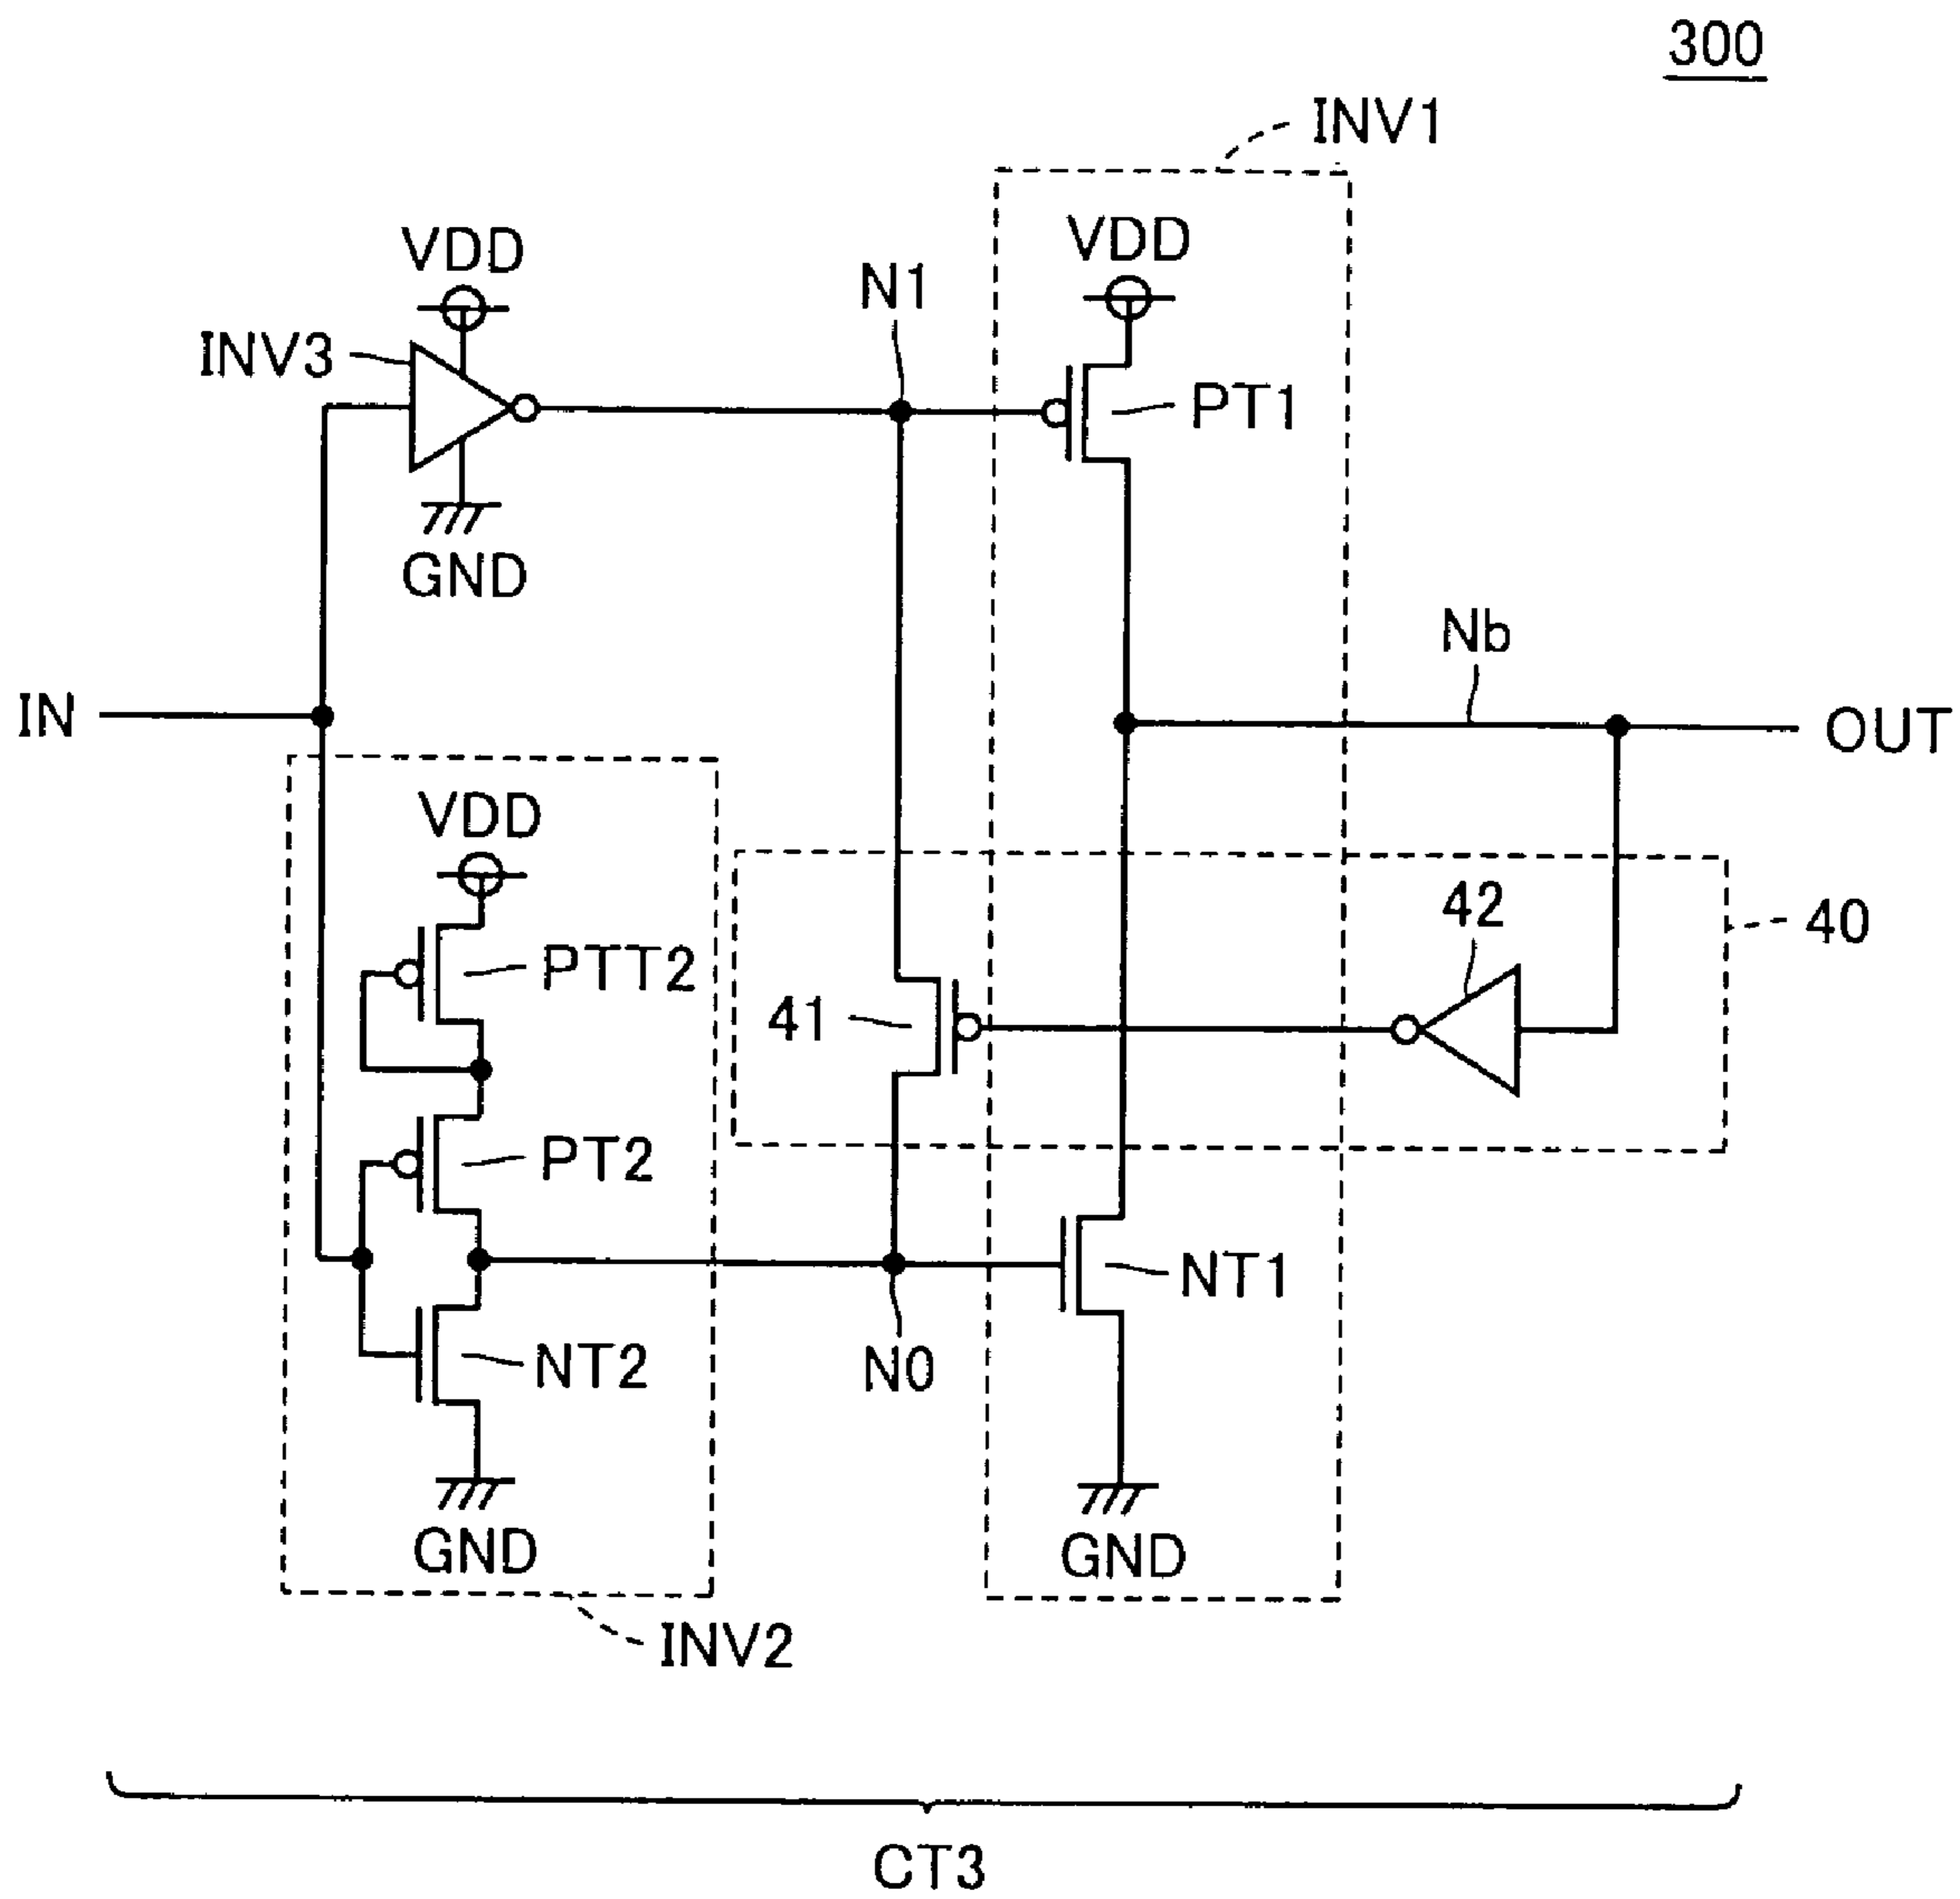 300
INV1
VDD
VDD
N1
INV3
PT1
GND
Nb
IN
OUT
VDD
42
40
PTT2
41
PT2
NT1
NT2
N0
GND
GND
INV2
CT3